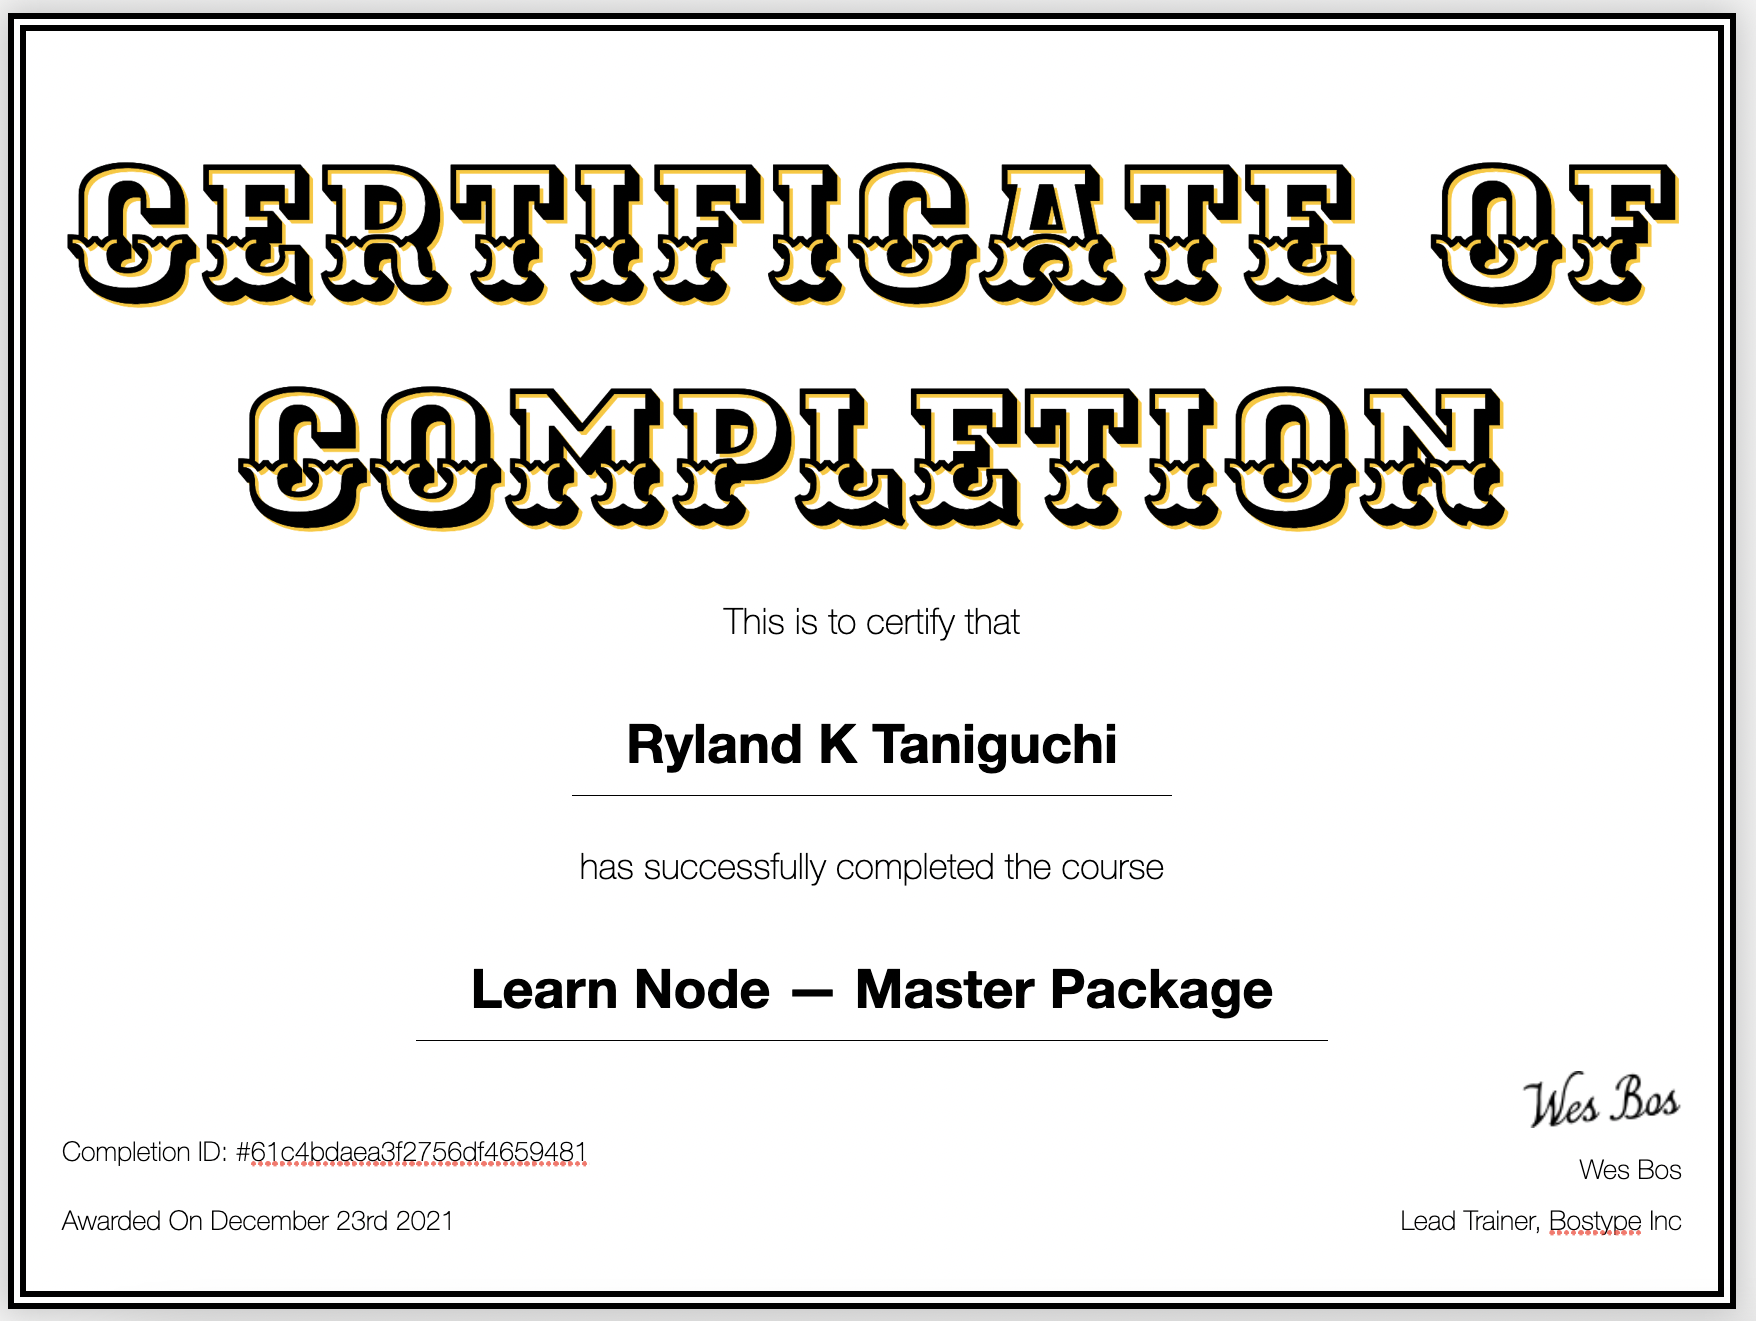 CERTIFICATE OF
COMPLETION
This is to certify that
Ryland K Taniguchi
has successfully completed the course
Learn Node — Master Package
Wes Bos
Completion ID: #61c4bdaea3f2756df4659481
Wes Bos
Awarded On December 23rd 2021
Lead Trainer, Bostype Inc